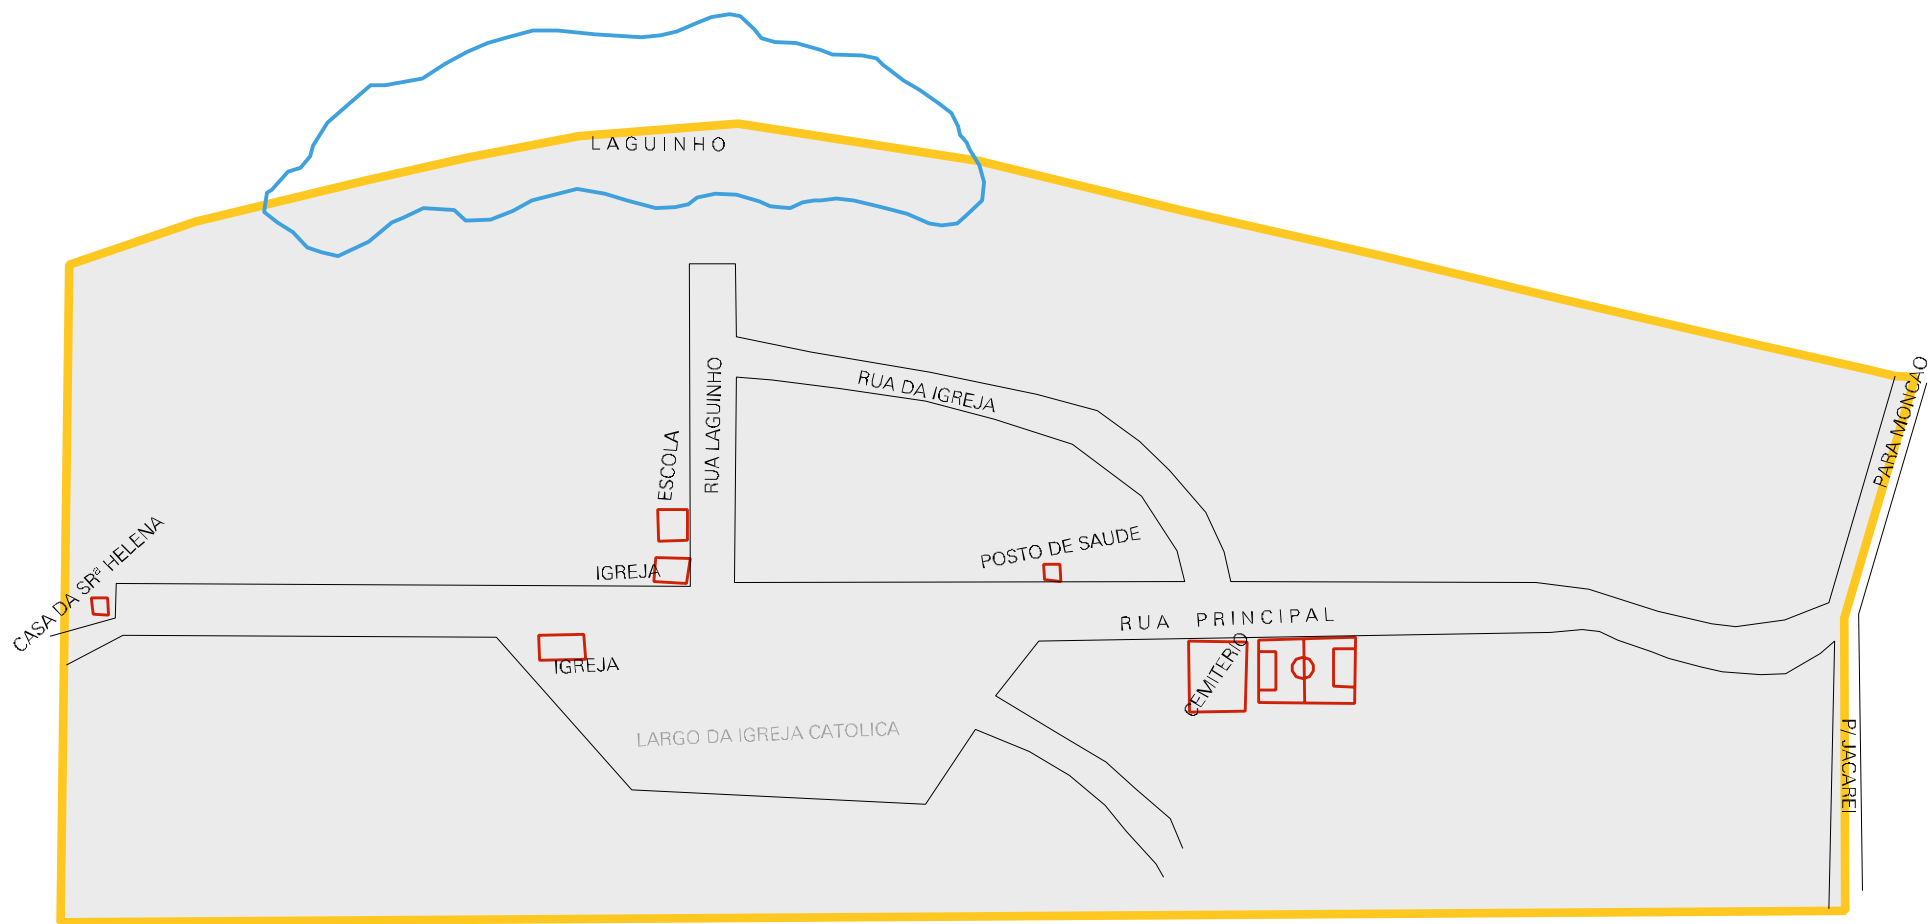 LAGUINHO
PARA MONCAO
RUA DA IGREJA
RUA LAGUINHO
ESCOLA
POSTO DE SAUDE
CASA DA SRª HELENA
IGREJA
RUA PRINCIPAL
IGREJA
CEMITERIO
LARGO DA IGREJA CATOLICA
P/ JACAREI